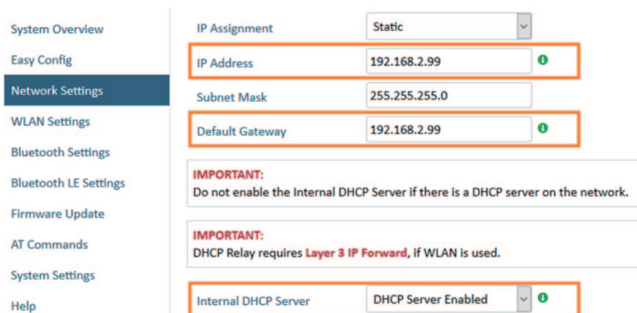 System Overview
Easy Config
Network Settings
WLAN Settings
Bluetooth Settings
Bluetooth LE Settings
Firmware Update
AT Commands
System Settings
Help
IP Assignment Static
IP Address 192.168.2.99
Subnet Mask 255.255.255.0
Default Gateway 192.168.2.99
IMPORTANT:
Do not enable the Internal DHCP Server if there is a DHCP server on the network.
IMPORTANT:
DHCP Relay requires Layer 3 IP Forward, if WLAN is used.
Internal DHCP Server DHCP Server Enabled